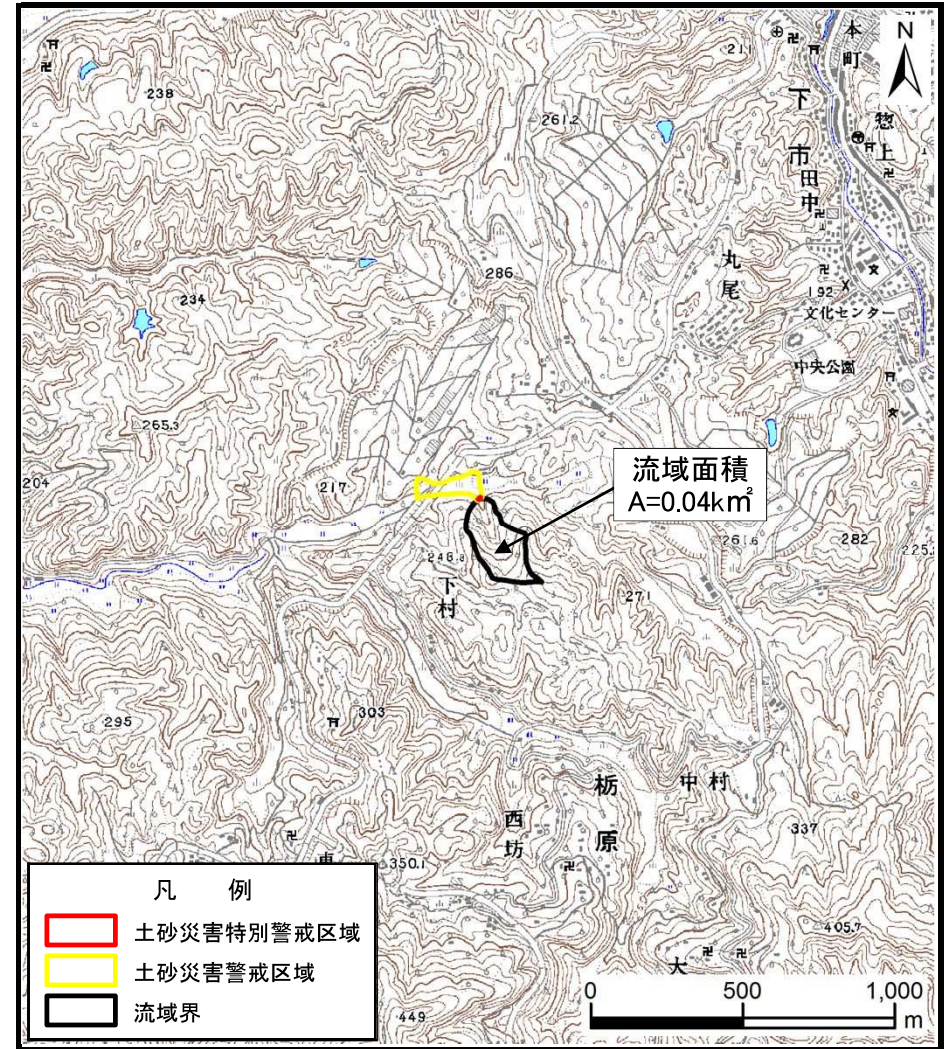 N
本町
下市
惣上
田中
211
238
261.2
丸尾
286
192
文化センター
234
中央公園
265.3
流域面積
A=0.04k㎡
204
217
261.6
282
225.
246.3
下村
271
295
303
中村
栃原
西坊
337
350.1
405.7
大
449
凡 例
土砂災害特別警戒区域
土砂災害警戒区域
流域界
0 500 1,000
m